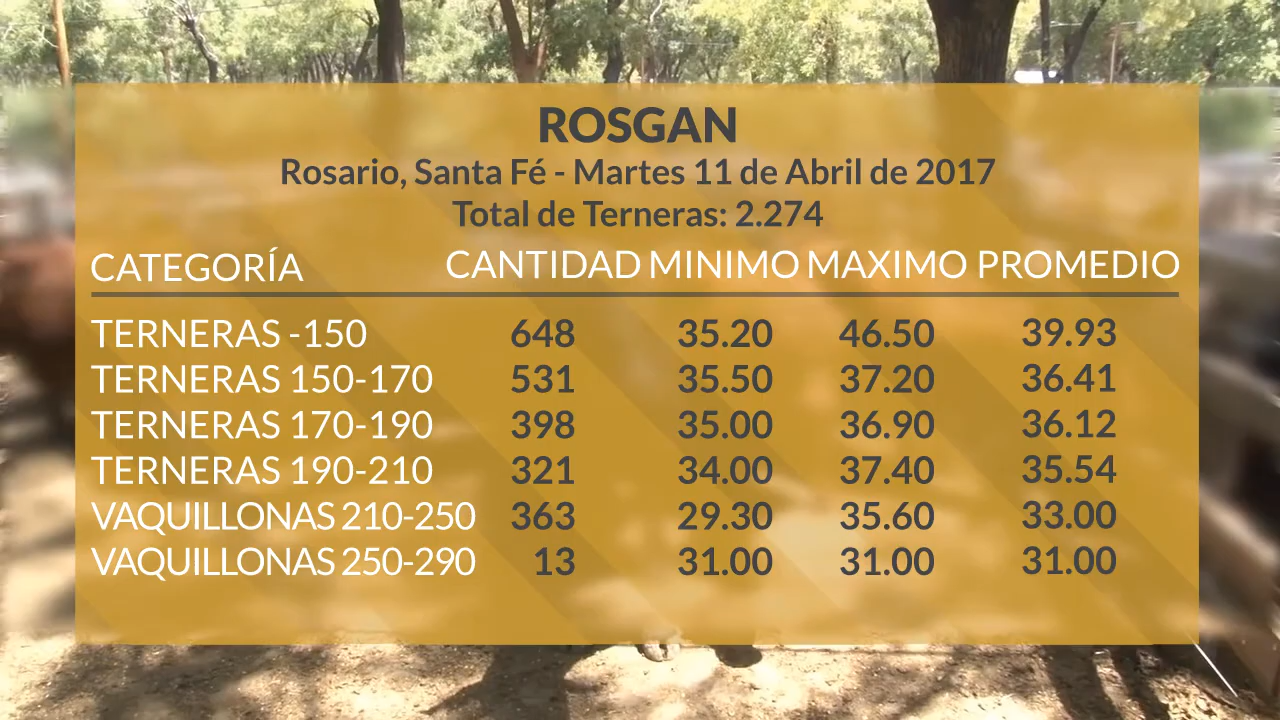 ROSGAN
Rosario, Santa Fé - Martes 11 de Abril de 2017
Total de Terneras: 2.274
CATEGORÍA CANTIDAD MINIMO MAXIMO PROMEDIO
TERNERAS -150 648 35.20 46.50 39.93
TERNERAS 150-170 531 35.50 37.20 36.41
TERNERAS 170-190 398 35.00 36.90 36.12
TERNERAS 190-210 321 34.00 37.40 35.54
VAQUILLONAS 210-250 363 29.30 35.60 33.00
VAQUILLONAS 250-290 13 31.00 31.00 31.00